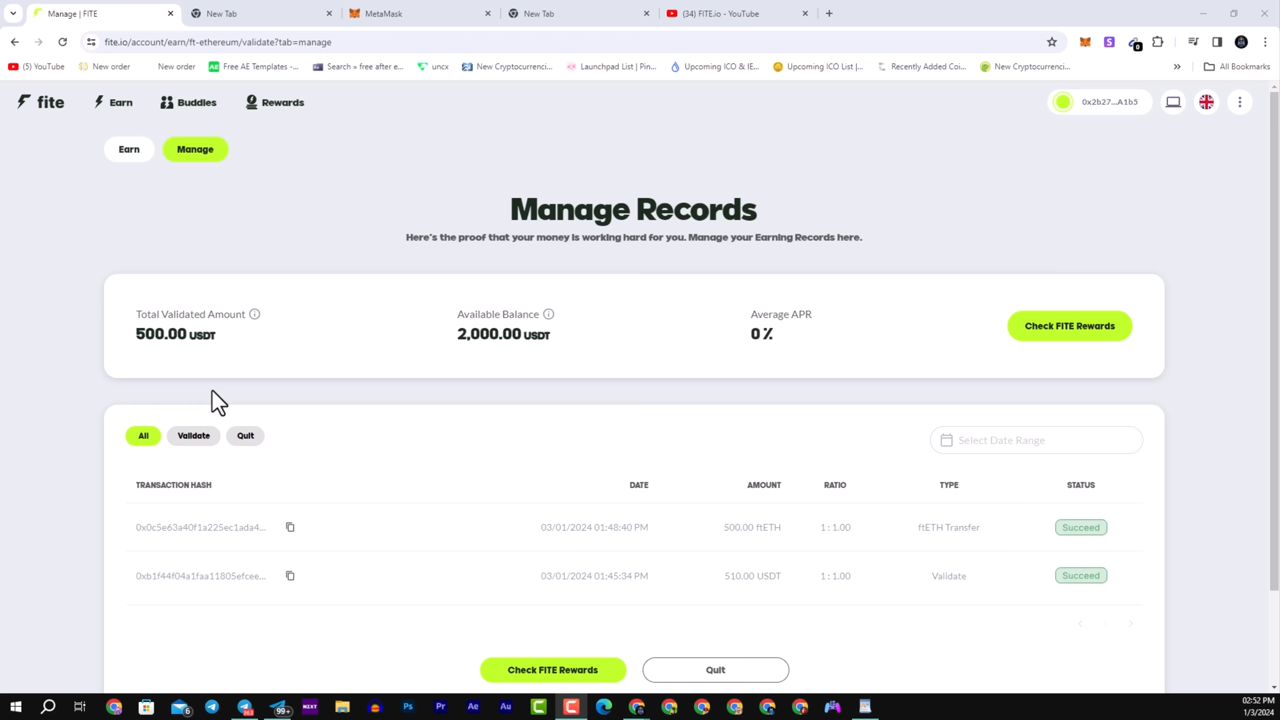 Manage | FITE
New Tab
MetaMask
New Tab
(34) FITE.io - YouTube
fite.io/account/earn/ft-ethereum/validate?tab=manage
(5) YouTube
New order
New order
Free AE Templates -...
Search » free after e...
uncx
New Cryptocurrenci...
Launchpad List | Pin...
Upcoming ICO & IE...
Upcoming ICO List |...
Recently Added Coi...
New Cryptocurrenci...
All Bookmarks
fite
Earn
Buddies
Rewards
0x2b27...A1b5
Earn
Manage
Manage Records
Here's the proof that your money is working hard for you. Manage your Earning Records here.
Total Validated Amount
500.00 USDT
Available Balance
2,000.00 USDT
Average APR
0 %
Check FITE Rewards
All
Validate
Quit
Select Date Range
TRANSACTION HASH DATE AMOUNT RATIO TYPE STATUS
0x0c5e63a40f1a225ec1ada4... 03/01/2024 01:48:40 PM 500.00 ftETH 1 : 1.00 ftETH Transfer Succeed
0xb1f44f04a1faa11805efcee... 03/01/2024 01:45:34 PM 510.00 USDT 1 : 1.00 Validate Succeed
Check FITE Rewards
Quit
02:52 PM
1/3/2024